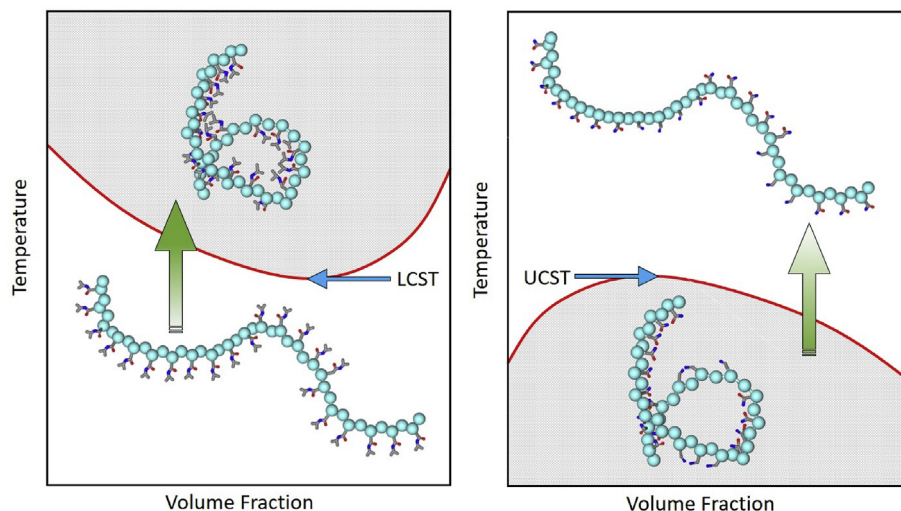 Temperature
LCST
Volume Fraction
Temperature
UCST
Volume Fraction